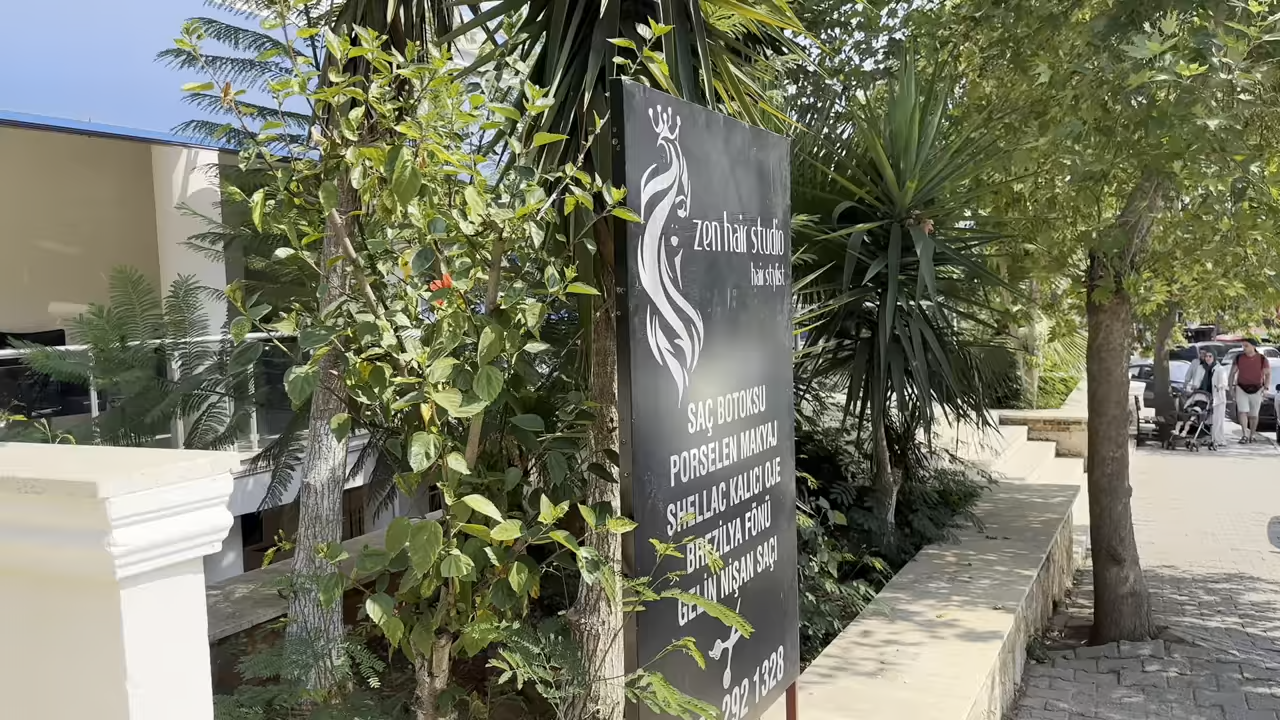 zen hair studio
hair stylist
SAÇ BOTOKSU
PORSELEN MAKYAJ
SHELLAC KALICI OJE
BREZİLYA FÖNÜ
GELİN NİŞAN SAÇI
292 1328